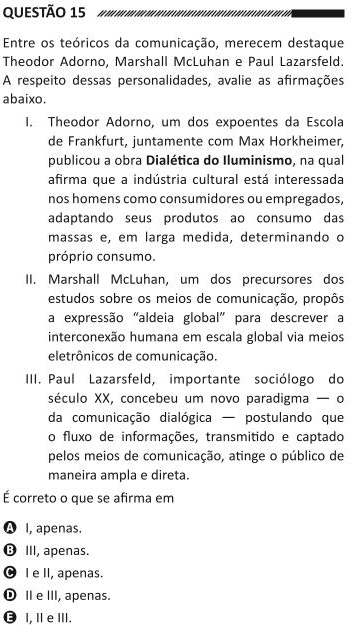 QUESTÃO 15
Entre os teóricos da comunicação, merecem destaque
Theodor Adorno, Marshall McLuhan e Paul Lazarsfeld.
A respeito dessas personalidades, avalie as afirmações
abaixo.
I. Theodor Adorno, um dos expoentes da Escola
de Frankfurt, juntamente com Max Horkheimer,
publicou a obra Dialética do Iluminismo, na qual
afirma que a indústria cultural está interessada
nos homens como consumidores ou empregados,
adaptando seus produtos ao consumo das
massas e, em larga medida, determinando o
próprio consumo.
II. Marshall McLuhan, um dos precursores dos
estudos sobre os meios de comunicação, propôs
a expressão “aldeia global” para descrever a
interconexão humana em escala global via meios
eletrônicos de comunicação.
III. Paul Lazarsfeld, importante sociólogo do
século XX, concebeu um novo paradigma — o
da comunicação dialógica — postulando que
o fluxo de informações, transmitido e captado
pelos meios de comunicação, atinge o público de
maneira ampla e direta.
É correto o que se afirma em
A I, apenas.
B III, apenas.
C I e II, apenas.
D II e III, apenas.
E I, II e III.